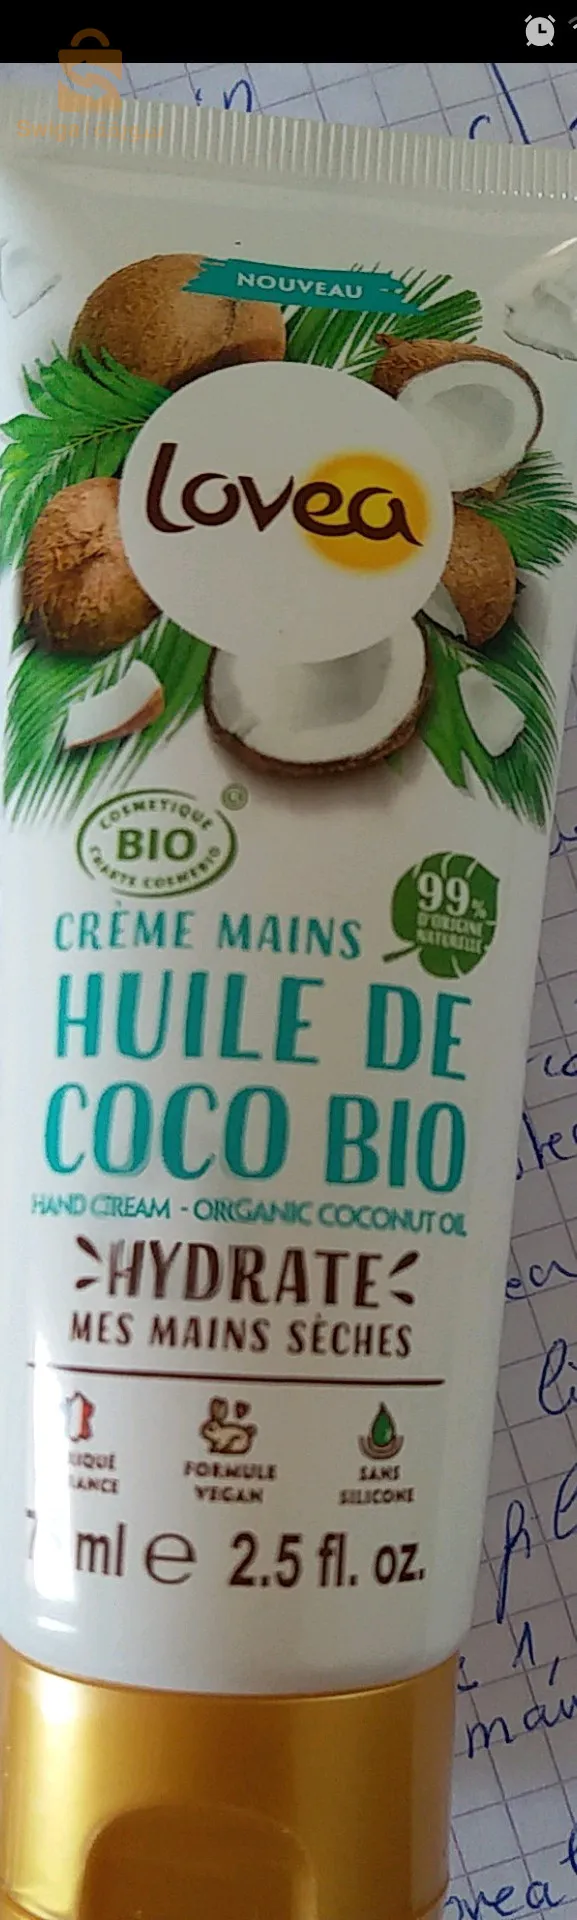 NOUVEAU
lovea
COSMETIQUE
BIO
CHARTE COSMEBIO
99%
D'ORIGINE
NATURELLE
CRÈME MAINS
HUILE DE
COCO BIO
HAND CREAM - ORGANIC COCONUT OIL
HYDRATE
MES MAINS SÈCHES
FORMULE
VEGAN
SANS
SILICONE
ml e 2.5 fl. oz.